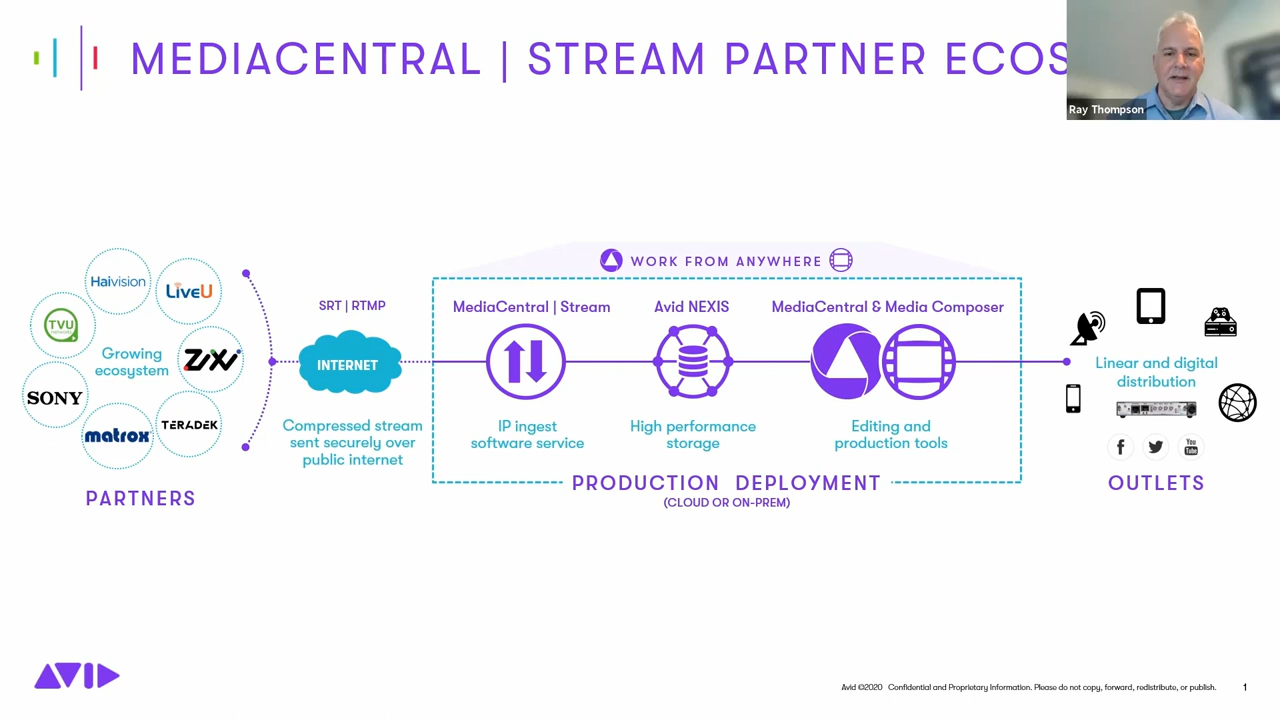 MEDIACENTRAL | STREAM PARTNER ECOS
Ray Thompson
WORK FROM ANYWHERE
Haivision
LiveU
TVU
Growing
ecosystem
ZiXi
SONY
matrox
TERADEK
PARTNERS
SRT | RTMP
INTERNET
Compressed stream
sent securely over
public internet
MediaCentral | Stream
IP ingest
software service
Avid NEXIS
High performance
storage
MediaCentral & Media Composer
Editing and
production tools
PRODUCTION DEPLOYMENT
(CLOUD OR ON-PREM)
Linear and digital
distribution
You
Tube
OUTLETS
AVID
Avid ©2020 Confidential and Proprietary Information. Please do not copy, forward, redistribute, or publish.
1